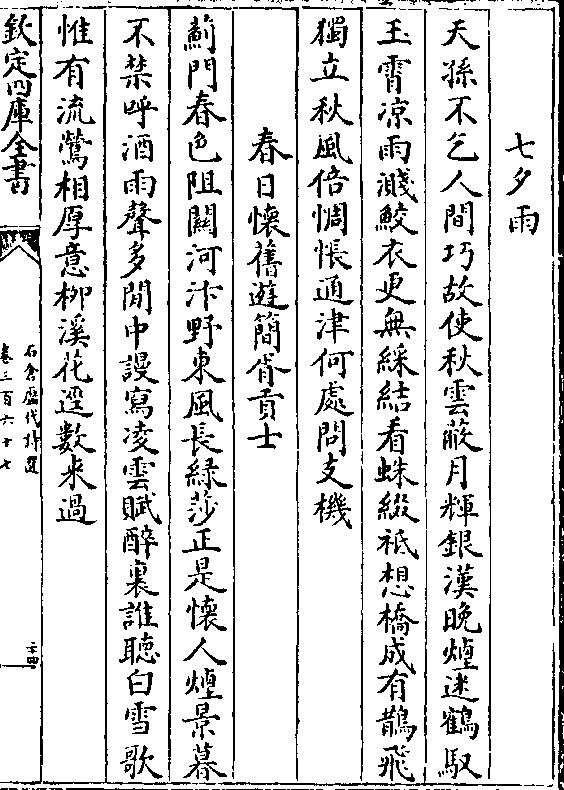 七夕雨
天孫不乞人間巧故使秋雲蔽月輝銀漢晚煙迷鶴馭
玉霄凉雨濺鮫衣更無綵結看蛛綴祗想橋成有鵲飛
獨立秋風倍惆悵通津何處問支機
春日懷舊遊簡胥貢士
薊門春色阻關河汴野東風長緑莎正是懷人煙景暮
不禁呼酒雨聲多閒中謾寫凌雲賦醉裏誰聽白雪歌
惟有流鶯相厚意柳溪花逕數来過
欽定四庫全書
石倉歴代詩選
卷三百六十七
二十四